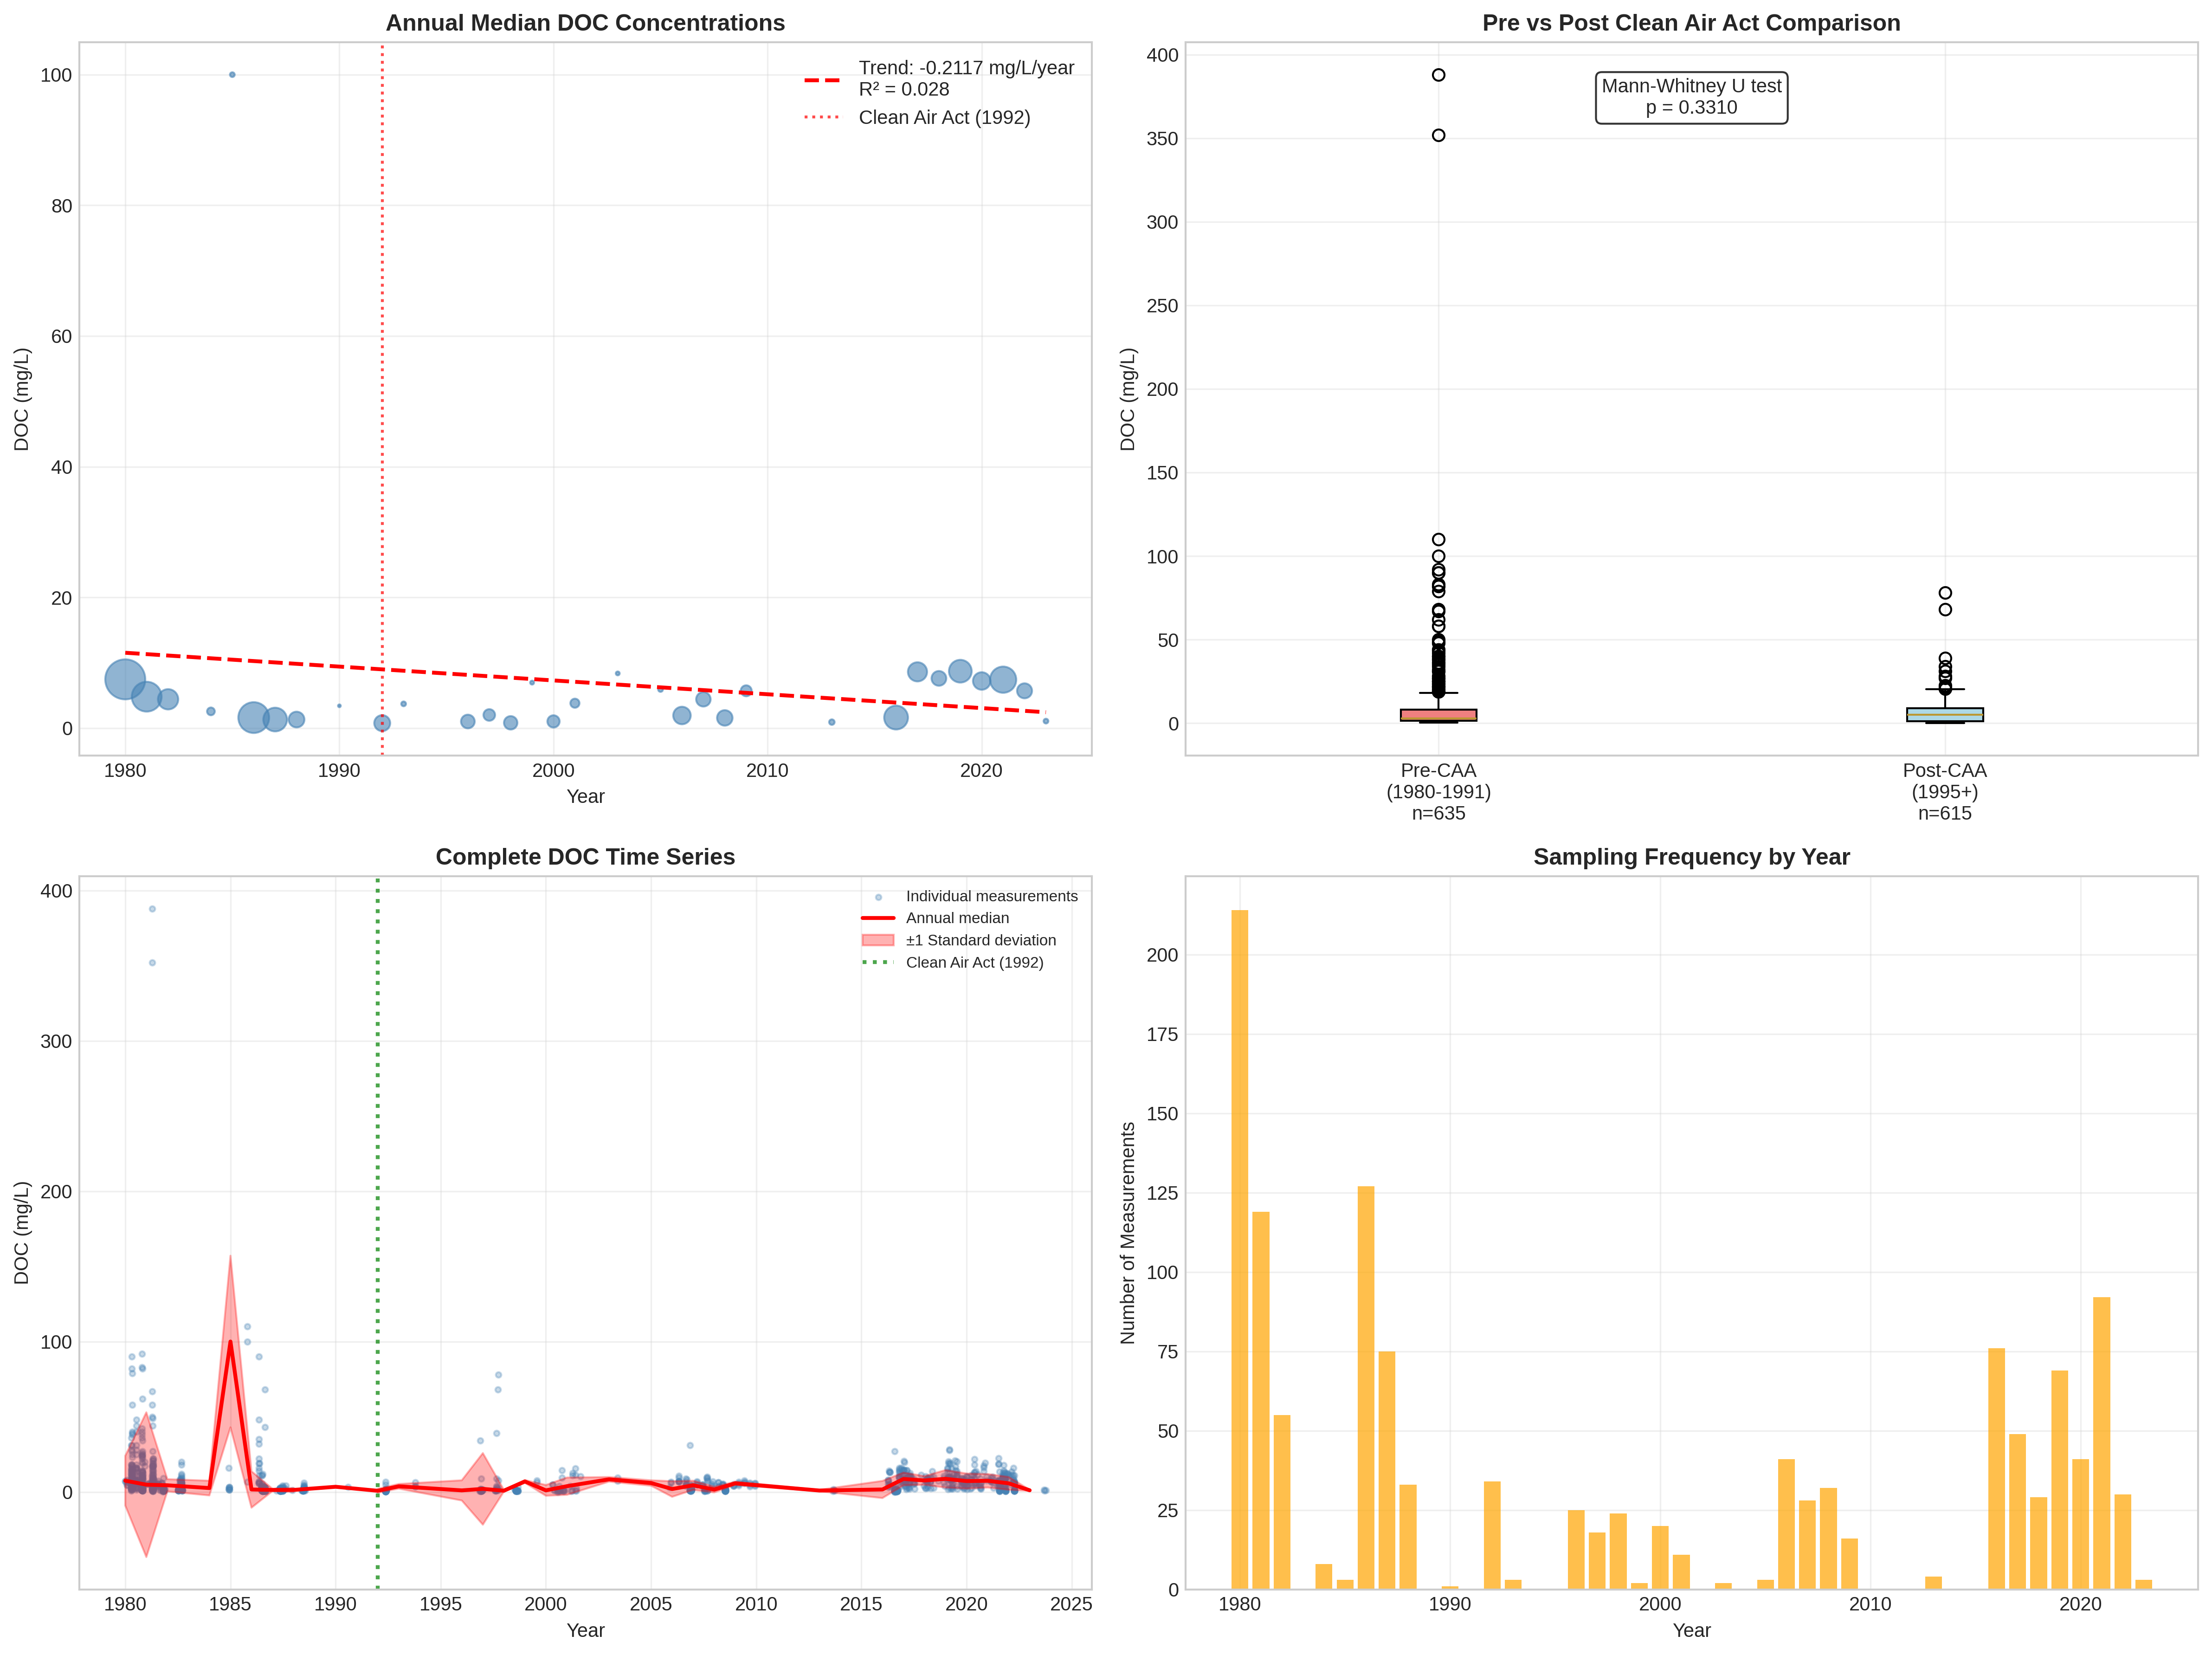 Annual Median DOC Concentrations
DOC (mg/L)
100
80
60
40
20
0
Trend: -0.2117 mg/L/year
R² = 0.028
Clean Air Act (1992)
1980
1990
2000
2010
2020
Year
Pre vs Post Clean Air Act Comparison
DOC (mg/L)
400
350
300
250
200
150
100
50
0
Mann-Whitney U test
p = 0.3310
Pre-CAA
(1980-1991)
n=635
Post-CAA
(1995+)
n=615
Complete DOC Time Series
DOC (mg/L)
400
300
200
100
0
Individual measurements
Annual median
±1 Standard deviation
Clean Air Act (1992)
1980
1985
1990
1995
2000
2005
2010
2015
2020
2025
Year
Sampling Frequency by Year
Number of Measurements
200
175
150
125
100
75
50
25
0
1980
1990
2000
2010
2020
Year